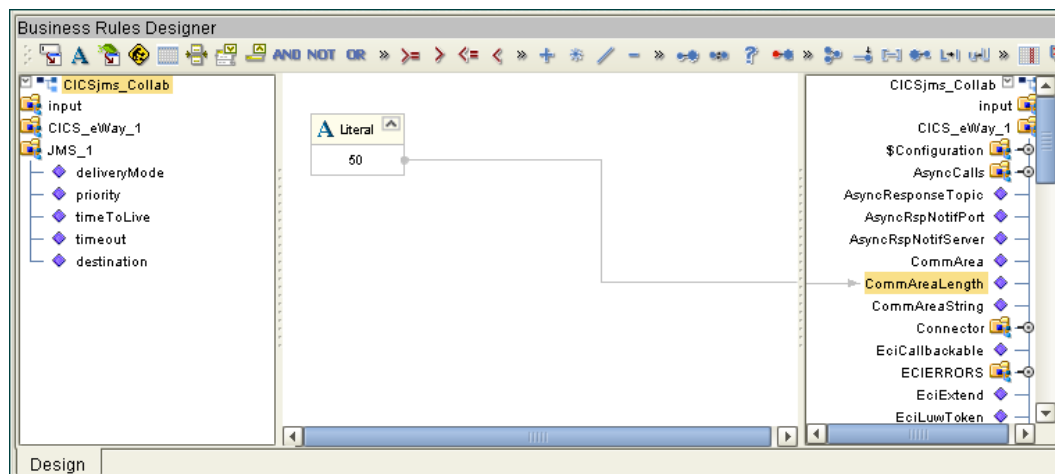 Business Rules Designer
A AND NOT OR » >= > <= < » + * / - » ? » »
CICSjms_Collab
input
CICS_eWay_1
JMS_1
deliveryMode
priority
timeToLive
timeout
destination
A Literal
50
CICSjms_Collab
input
CICS_eWay_1
$Configuration
AsyncCalls
AsyncResponseTopic
AsyncRspNotifPort
AsyncRspNotifServer
CommArea
CommAreaLength
CommAreaString
Connector
EciCallbackable
ECIERRORS
EciExtend
EciLuwToken
Design